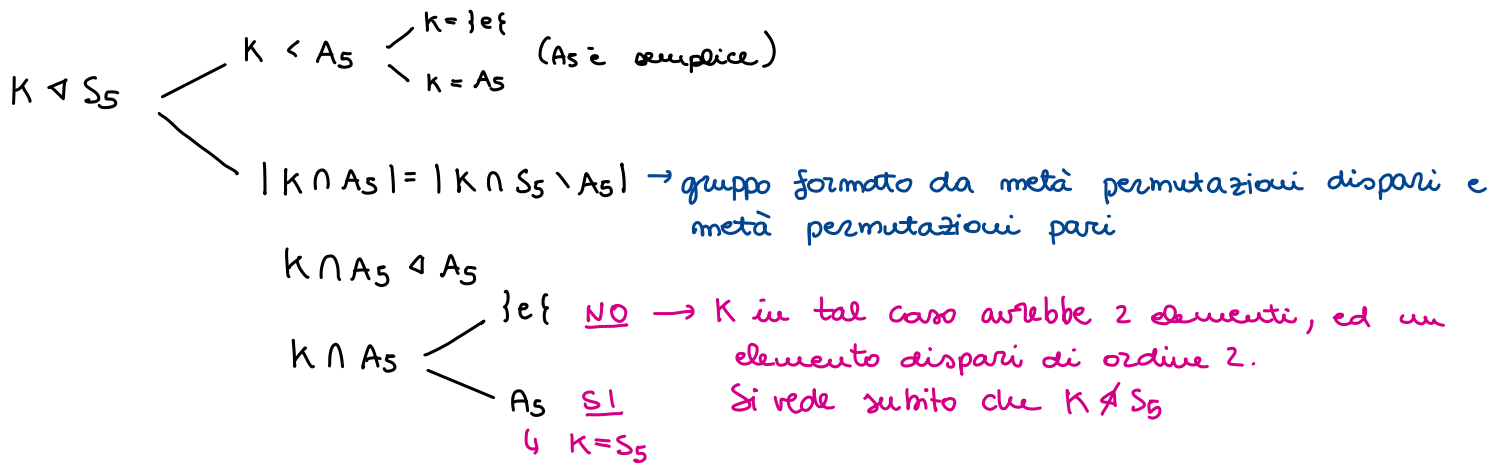 K ⊲ S₅
K < A₅
K = }e{
K = A₅
(A₅ è semplice)
|K ∩ A₅| = |K ∩ S₅ \ A₅| → gruppo formato da metà permutazioni dispari e
metà permutazioni pari
K ∩ A₅ ⊲ A₅
K ∩ A₅
}e{ NO → K in tal caso avrebbe 2 elementi, ed un
elemento dispari di ordine 2.
Si vede subito che K ⋪ S₅
A₅ SI
↳ K = S₅